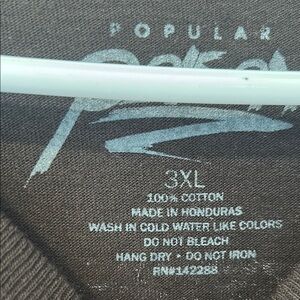 POPULAR
3XL
100% COTTON
MADE IN HONDURAS
WASH IN COLD WATER LIKE COLORS
DO NOT BLEACH
HANG DRY • DO NOT IRON
RN#142288